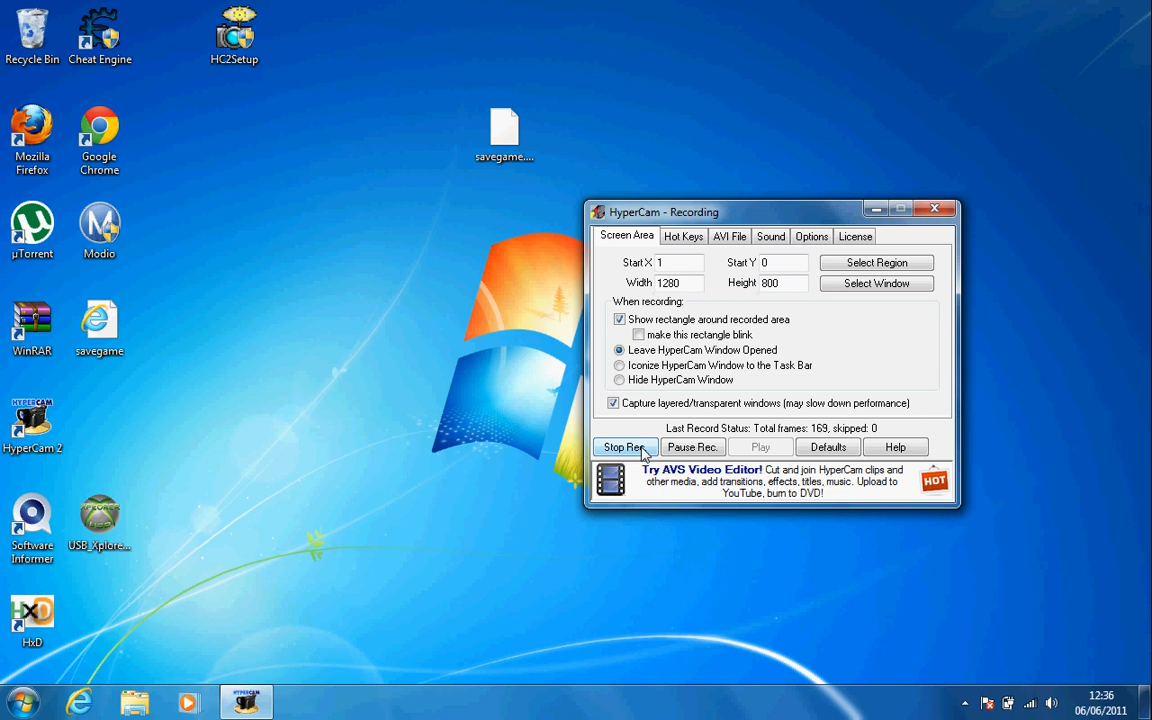 Recycle Bin
Cheat Engine
HC2Setup
Mozilla
Firefox
Google
Chrome
savegame....
µTorrent
Modio
WinRAR
savegame
HYPERCAM
HyperCam 2
Software
Informer
XPLORER
360
USB_Xplore...
HxD
HxD
HyperCam - Recording
Screen Area
Hot Keys
AVI File
Sound
Options
License
Start X 1
Start Y 0
Select Region
Width 1280
Height 800
Select Window
When recording:
Show rectangle around recorded area
make this rectangle blink
Leave HyperCam Window Opened
Iconize HyperCam Window to the Task Bar
Hide HyperCam Window
Capture layered/transparent windows (may slow down performance)
Last Record Status: Total frames: 169, skipped: 0
Stop Rec.
Pause Rec.
Play
Defaults
Help
Try AVS Video Editor! Cut and join HyperCam clips and
other media, add transitions, effects, titles, music. Upload to
YouTube, burn to DVD!
HOT
HYPERCAM
12:36
06/06/2011